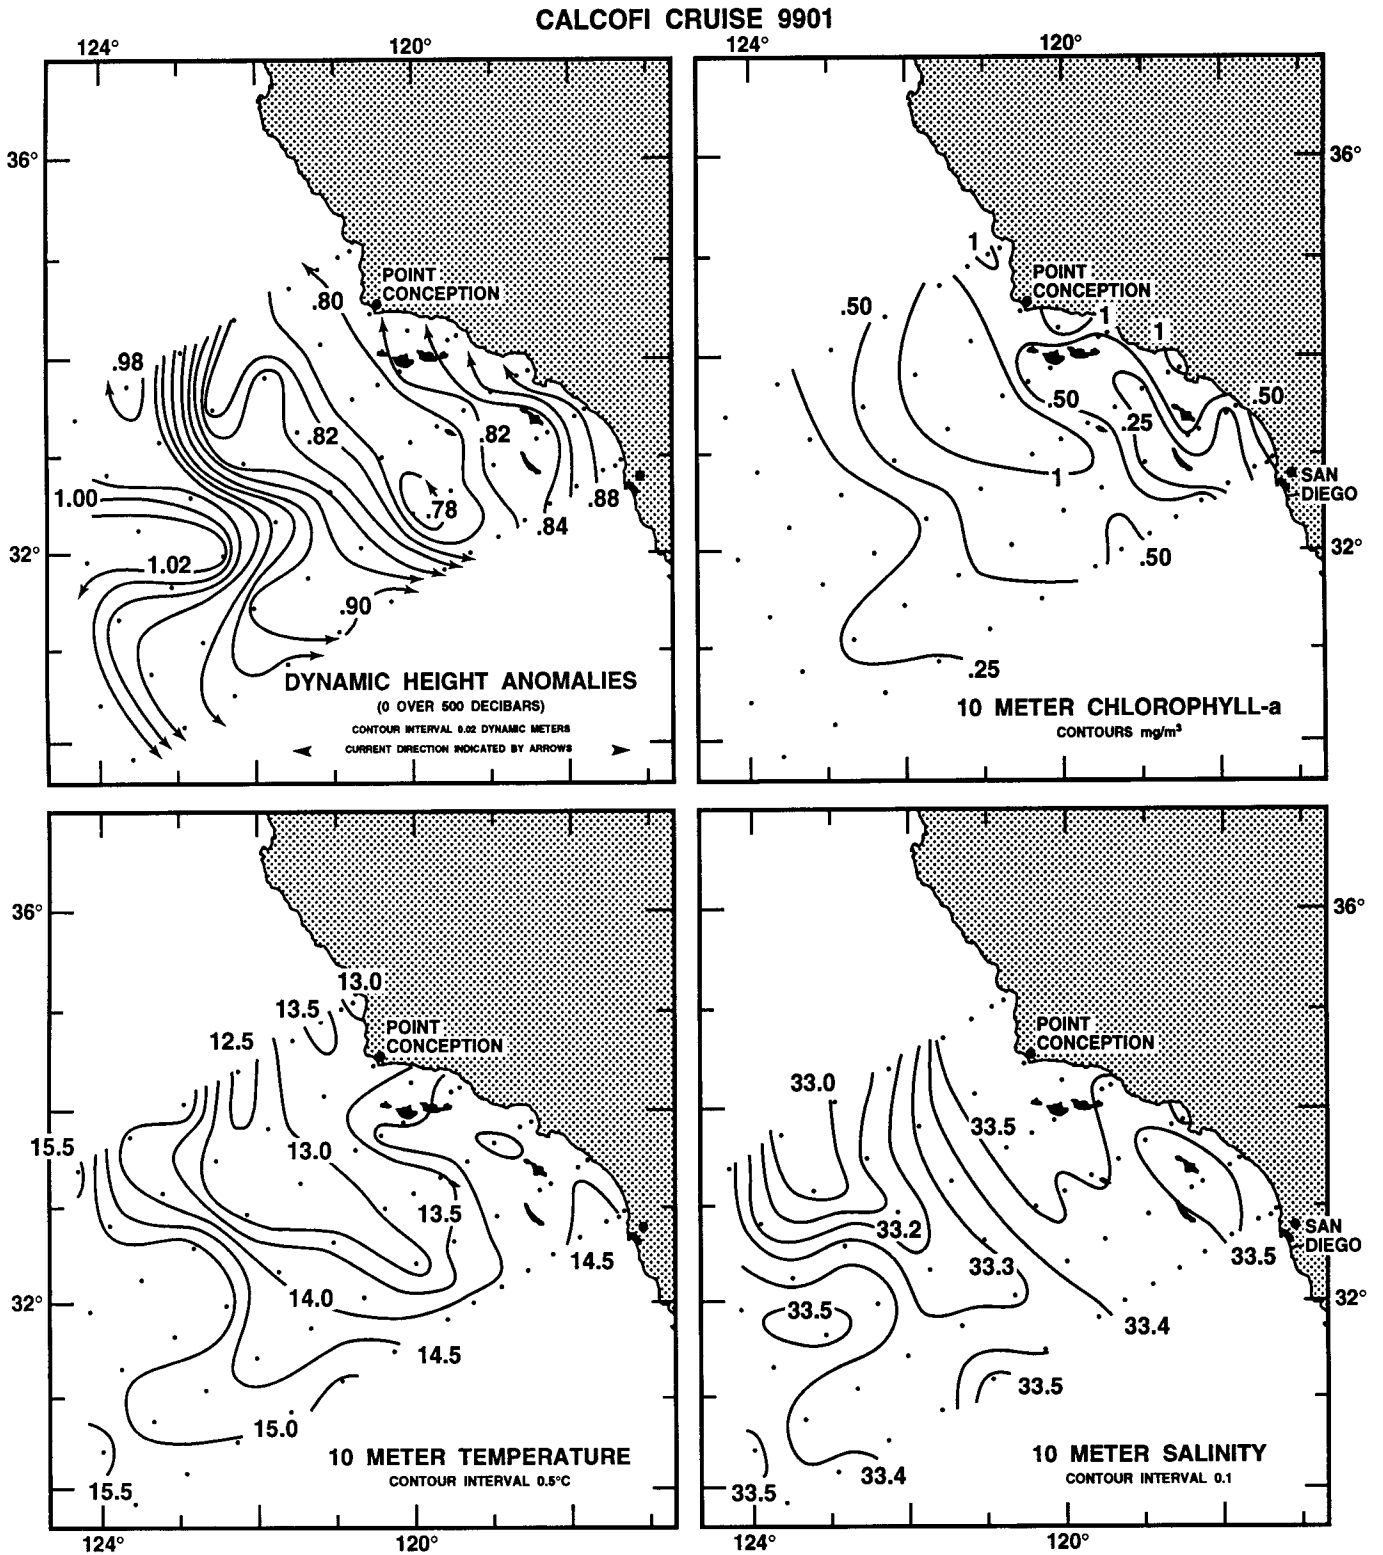 CALCOFI CRUISE 9901
124°
120°
124°
120°
36°
36°
POINT
CONCEPTION
.80
.98
.82
.82
.78
.88
.84
1.00
32°
1.02
.90
DYNAMIC HEIGHT ANOMALIES
(0 OVER 500 DECIBARS)
CONTOUR INTERVAL 0.02 DYNAMIC METERS
CURRENT DIRECTION INDICATED BY ARROWS
1
POINT
CONCEPTION
.50
1
1
.50
.50
.25
1
SAN
DIEGO
32°
.50
.25
10 METER CHLOROPHYLL-a
CONTOURS mg/m³
36°
13.0
13.5
12.5
POINT
CONCEPTION
15.5
13.0
13.5
14.5
32°
14.0
14.5
15.0
15.5
10 METER TEMPERATURE
CONTOUR INTERVAL 0.5°C
124°
120°
36°
POINT
CONCEPTION
33.0
33.5
33.2
SAN
DIEGO
33.5
33.3
32°
33.5
33.4
33.5
33.4
33.5
10 METER SALINITY
CONTOUR INTERVAL 0.1
124°
120°